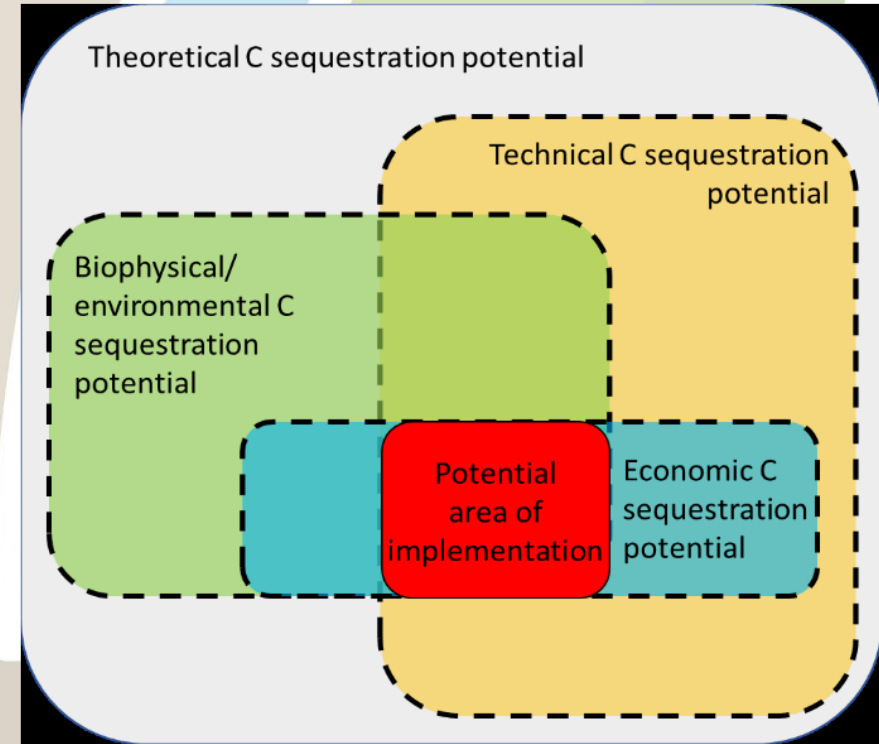 Theoretical C sequestration potential
Technical C sequestration
potential
Biophysical/
environmental C
sequestration
potential
Potential
area of
implementation
Economic C
sequestration
potential